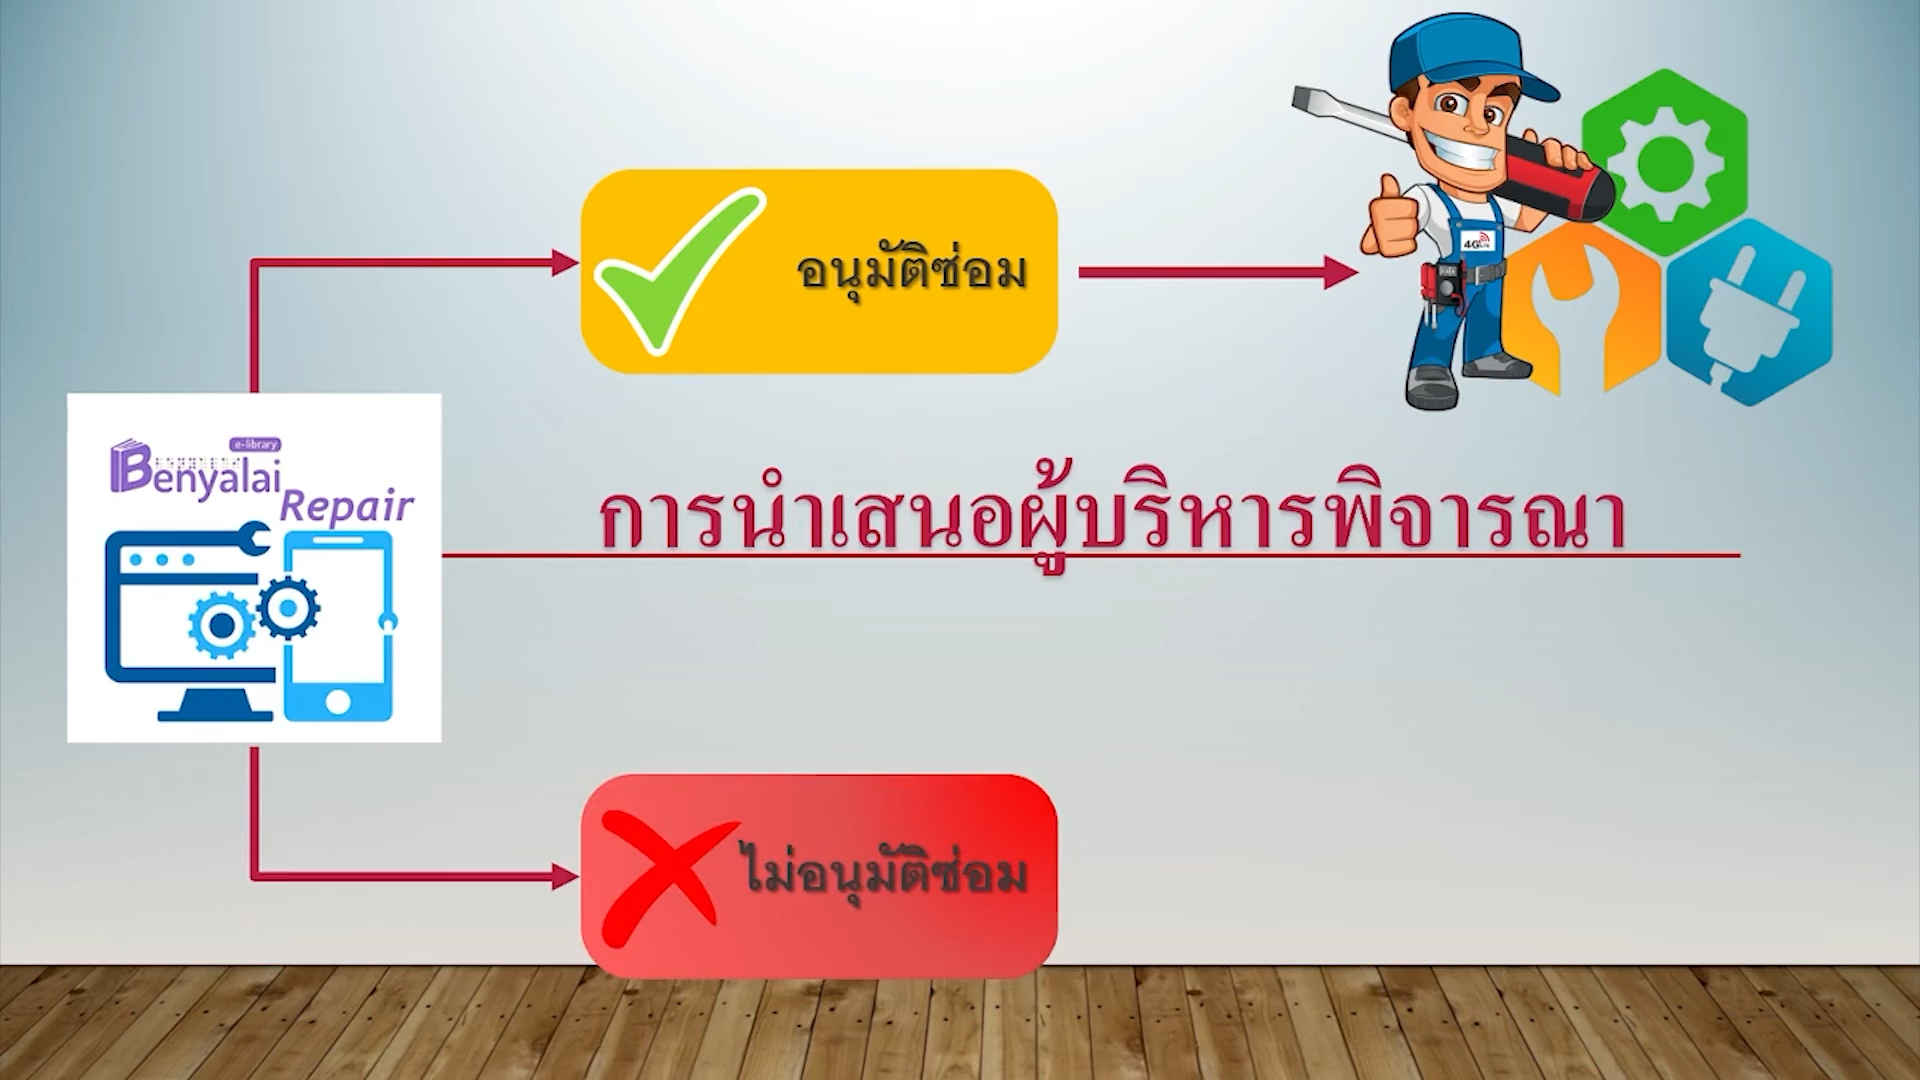 อนุมัติซ่อม
4G LTE
e-library
Benyalai
Repair
การนำเสนอผู้บริหารพิจารณา
ไม่อนุมัติซ่อม